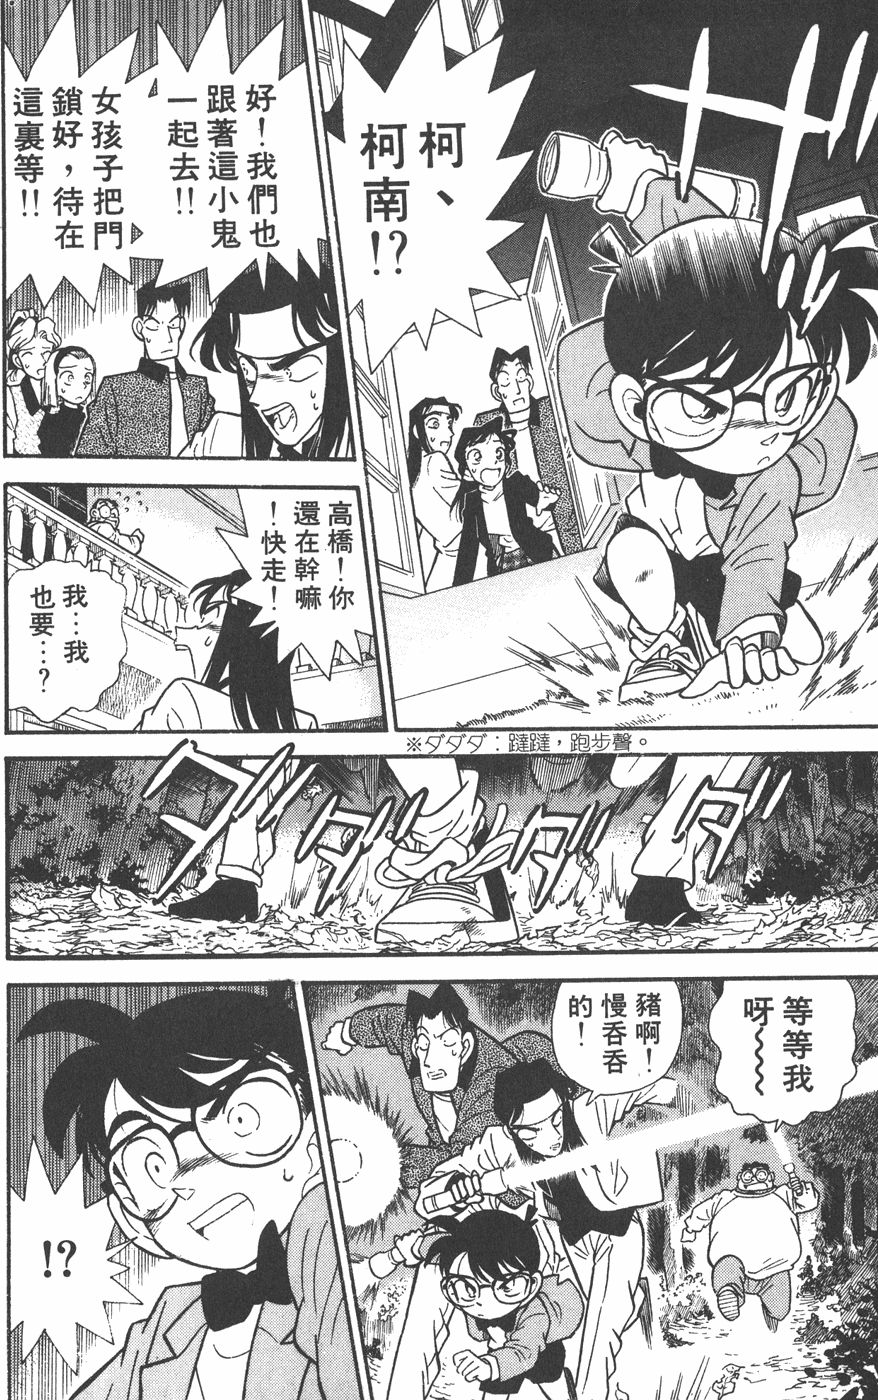 柯、
柯南!?
好！我們也
跟著這小鬼
一起去!!
女孩子把門
鎖好，待在
這裏等!!
高橋！你
還在幹嘛
！快走！
我…我
也要…？
※ダダダ：躂躂，跑步聲。
ダダ
ダ
ダ
ダ
等等我
呀～～
豬啊！
慢吞吞
的！
!?